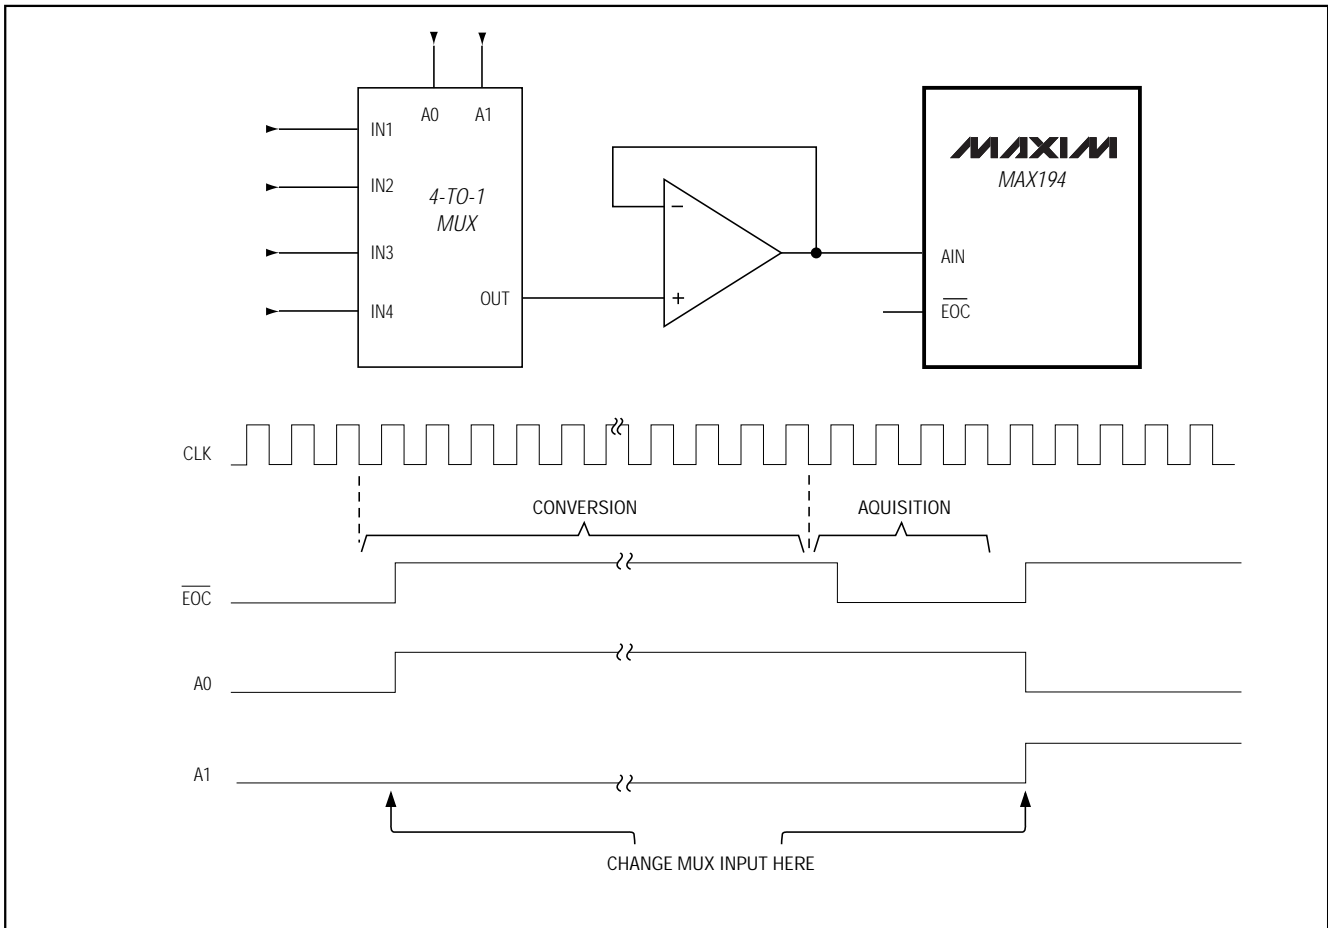 A0 A1
IN1
IN2
IN3
IN4
4-TO-1
MUX
OUT
−
+
MAXIM
MAX194
AIN
EOC
CLK
CONVERSION
AQUISITION
EOC
A0
A1
CHANGE MUX INPUT HERE